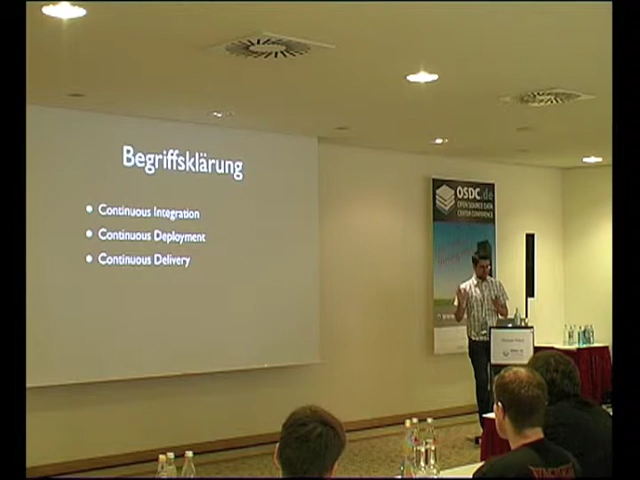 Begriffsklärung
Continuous Integration
Continuous Deployment
Continuous Delivery
OSDC.de
OPEN SOURCE DATA
CENTER CONFERENCE